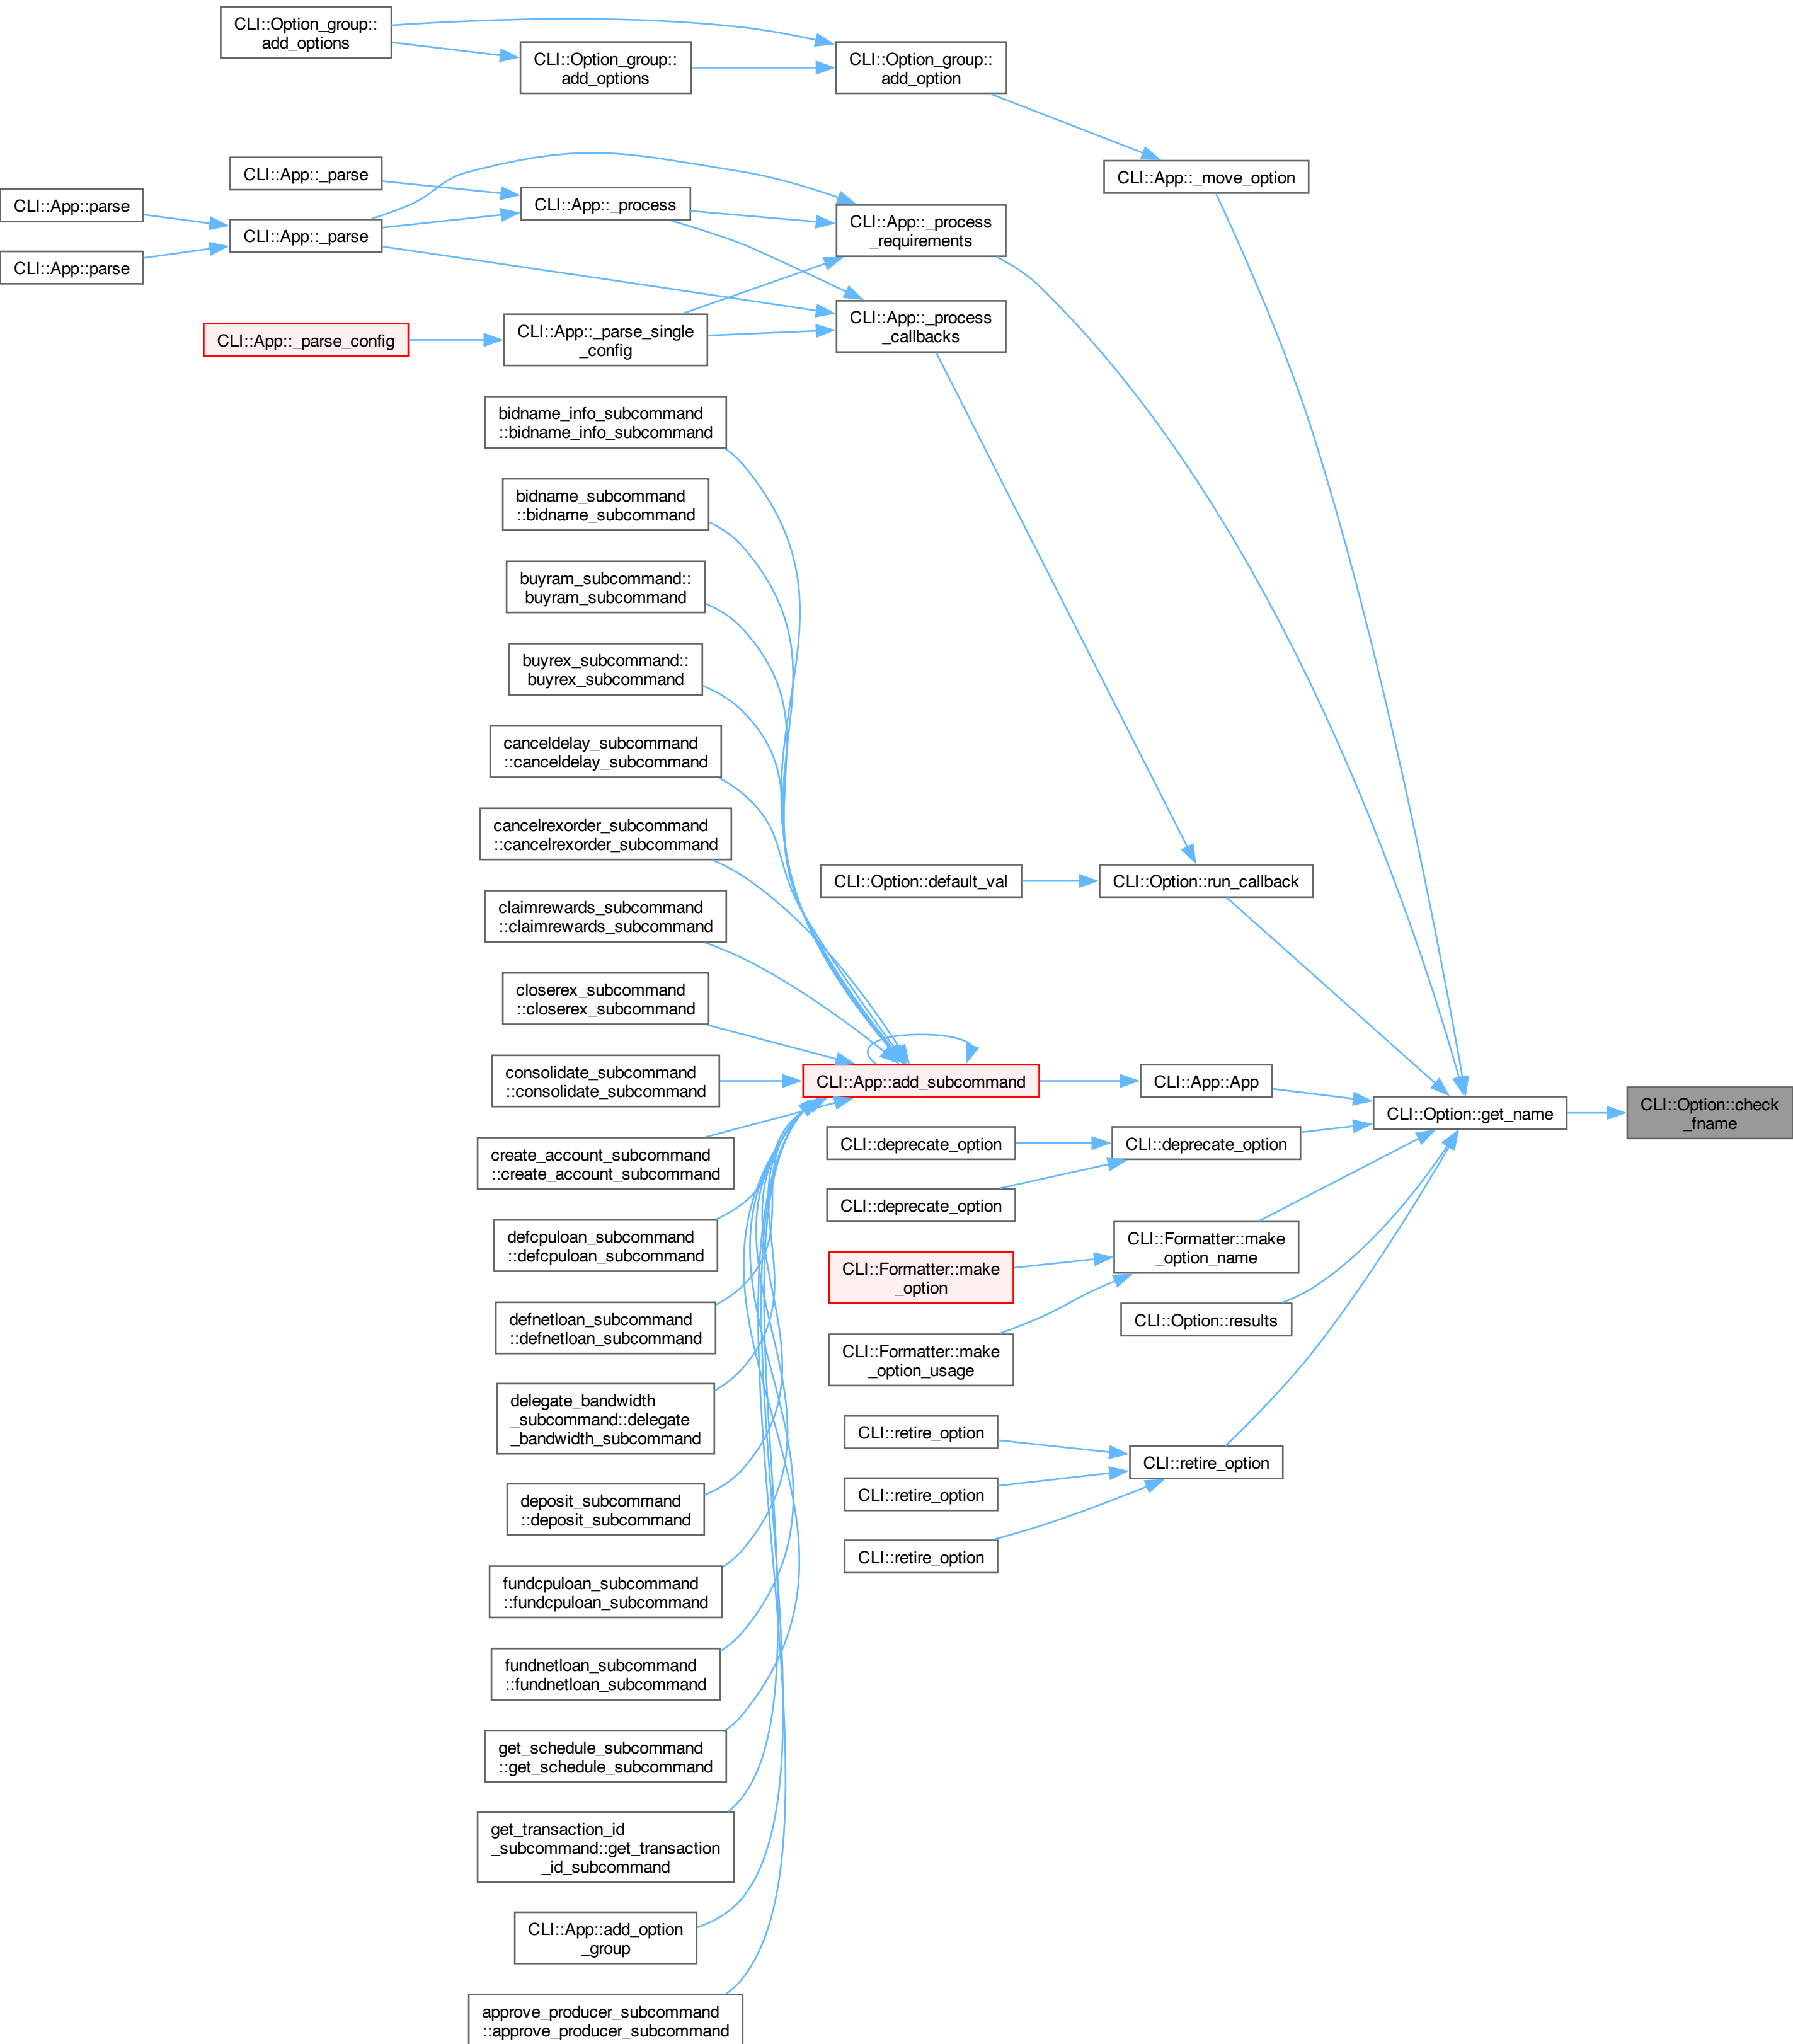 CLI::Option_group::
add_options
CLI::Option_group::
add_options
CLI::Option_group::
add_option
CLI::App::_move_option
CLI::App::_parse
CLI::App::parse
CLI::App::_process
CLI::App::_process
_requirements
CLI::App::_parse
CLI::App::parse
CLI::App::_parse_config
CLI::App::_parse_single
_config
CLI::App::_process
_callbacks
bidname_info_subcommand
::bidname_info_subcommand
bidname_subcommand
::bidname_subcommand
buyram_subcommand::
buyram_subcommand
buyrex_subcommand::
buyrex_subcommand
canceldelay_subcommand
::canceldelay_subcommand
cancelrexorder_subcommand
::cancelrexorder_subcommand
CLI::Option::default_val
CLI::Option::run_callback
claimrewards_subcommand
::claimrewards_subcommand
closerex_subcommand
::closerex_subcommand
consolidate_subcommand
::consolidate_subcommand
CLI::App::add_subcommand
CLI::App::App
CLI::Option::get_name
CLI::Option::check
_fname
create_account_subcommand
::create_account_subcommand
CLI::deprecate_option
CLI::deprecate_option
CLI::deprecate_option
defcpuloan_subcommand
::defcpuloan_subcommand
CLI::Formatter::make
_option
CLI::Formatter::make
_option_name
defnetloan_subcommand
::defnetloan_subcommand
CLI::Option::results
CLI::Formatter::make
_option_usage
delegate_bandwidth
_subcommand::delegate
_bandwidth_subcommand
CLI::retire_option
CLI::retire_option
CLI::retire_option
CLI::retire_option
deposit_subcommand
::deposit_subcommand
fundcpuloan_subcommand
::fundcpuloan_subcommand
fundnetloan_subcommand
::fundnetloan_subcommand
get_schedule_subcommand
::get_schedule_subcommand
get_transaction_id
_subcommand::get_transaction
_id_subcommand
CLI::App::add_option
_group
approve_producer_subcommand
::approve_producer_subcommand